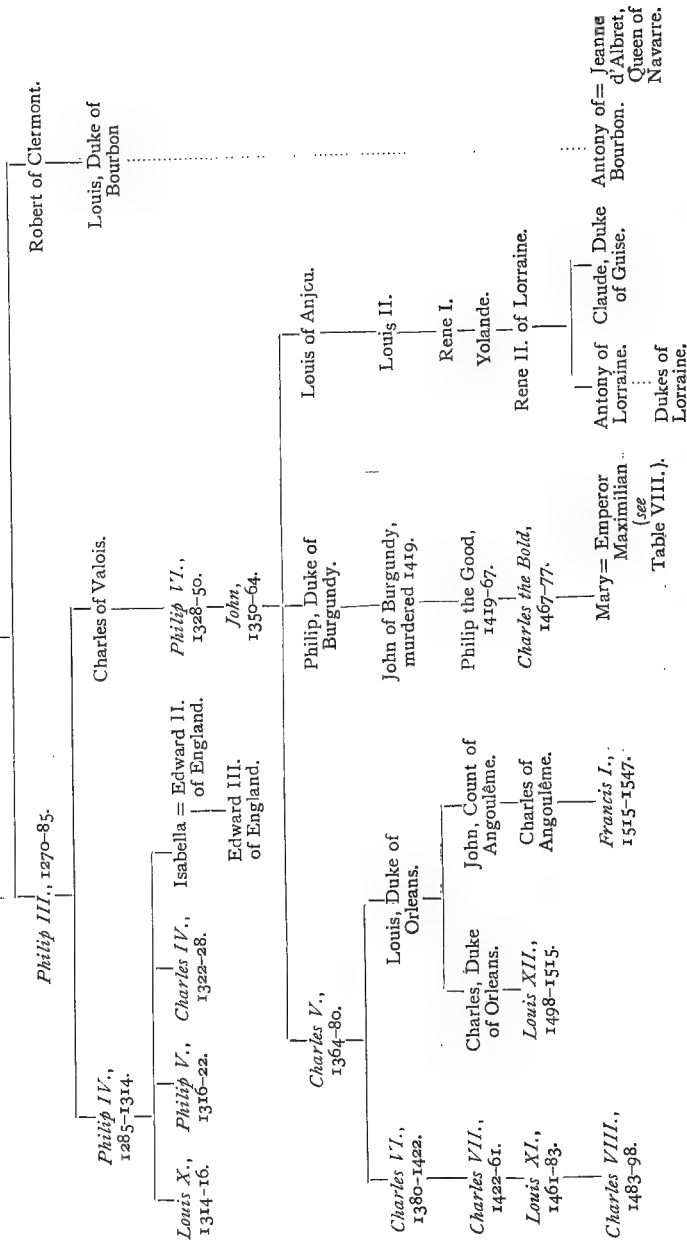 Philip III., 1270–85.
Robert of Clermont.
Philip IV.,
1285–1314.
Charles of Valois.
Louis, Duke of
Bourbon
Louis X.,
1314–16.
Philip V.,
1316–22.
Charles IV.,
1322–28.
Isabella = Edward II.
of England.
Philip VI.,
1328–50.
Edward III.
of England.
John,
1350–64.
Charles V.,
1364–80.
Philip, Duke of
Burgundy.
Louis of Anjou.
Charles VI.,
1380–1422.
Louis, Duke of
Orleans.
John of Burgundy,
murdered 1419.
Louis II.
Charles VII.,
1422–61.
Charles, Duke
of Orleans.
John, Count of
Angoulême.
Philip the Good,
1419–67.
Rene I.
Louis XI.,
1461–83.
Louis XII.,
1498–1515.
Charles of
Angoulême.
Charles the Bold,
1467–77.
Yolande.
Rene II. of Lorraine.
Charles VIII.,
1483–98.
Francis I.,
1515–1547.
Mary = Emperor
Maximilian
(see
Table VIII.).
Antony of
Lorraine.
Dukes of
Lorraine.
Claude, Duke
of Guise.
Antony of = Jeanne
Bourbon. d'Albret,
Queen of
Navarre.